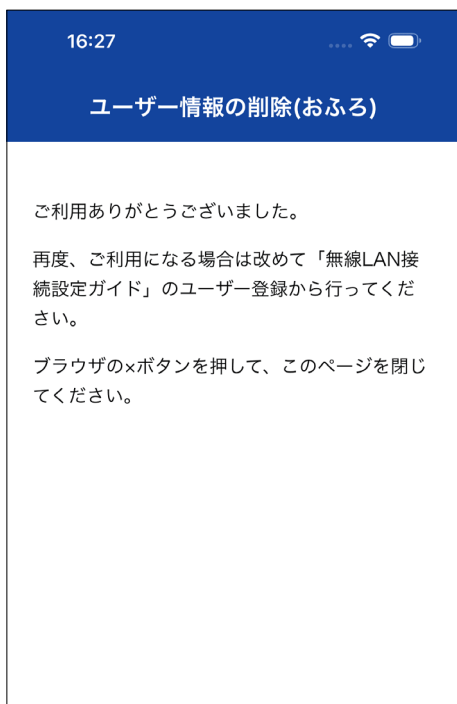 16:27
ユーザー情報の削除(おふろ)
ご利用ありがとうございました。
再度、ご利用になる場合は改めて「無線LAN接
続設定ガイド」のユーザー登録から行ってくだ
さい。
ブラウザの×ボタンを押して、このページを閉じ
てください。